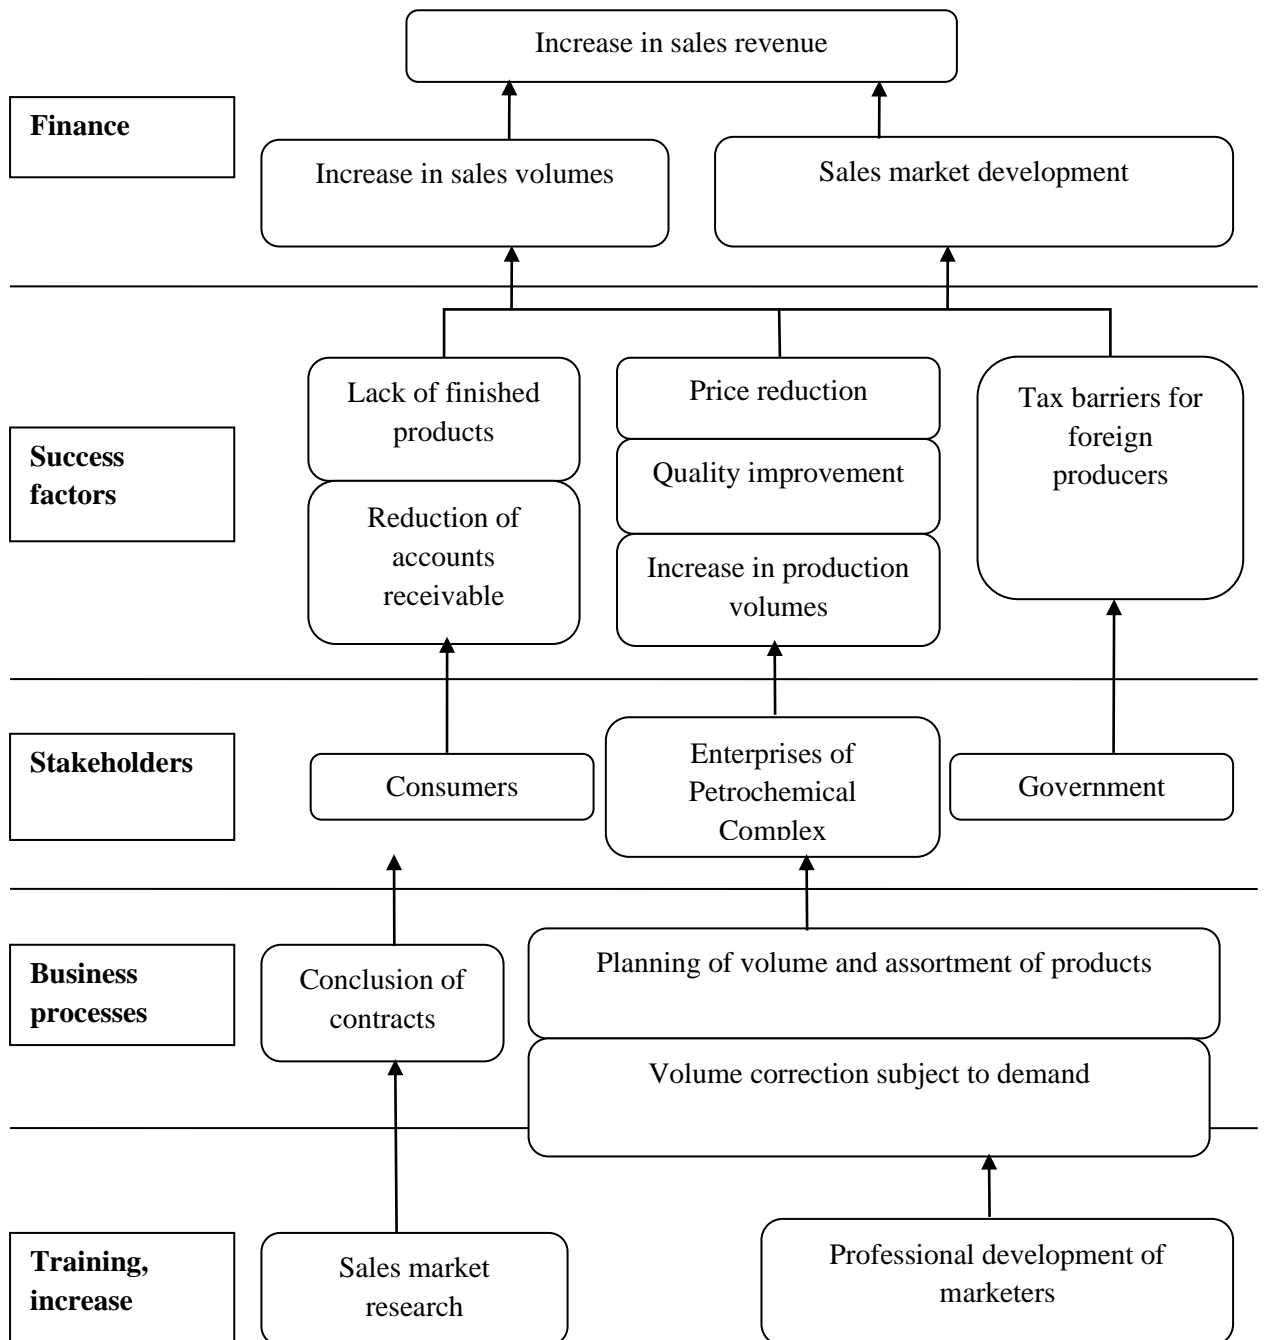 Increase in sales revenue
Finance
Increase in sales volumes
Sales market development
Success
factors
Lack of finished
products
Reduction of
accounts
receivable
Price reduction
Quality improvement
Increase in production
volumes
Tax barriers for
foreign
producers
Stakeholders
Consumers
Enterprises of
Petrochemical
Complex
Government
Business
processes
Conclusion of
contracts
Planning of volume and assortment of products
Volume correction subject to demand
Training,
increase
Sales market
research
Professional development of
marketers